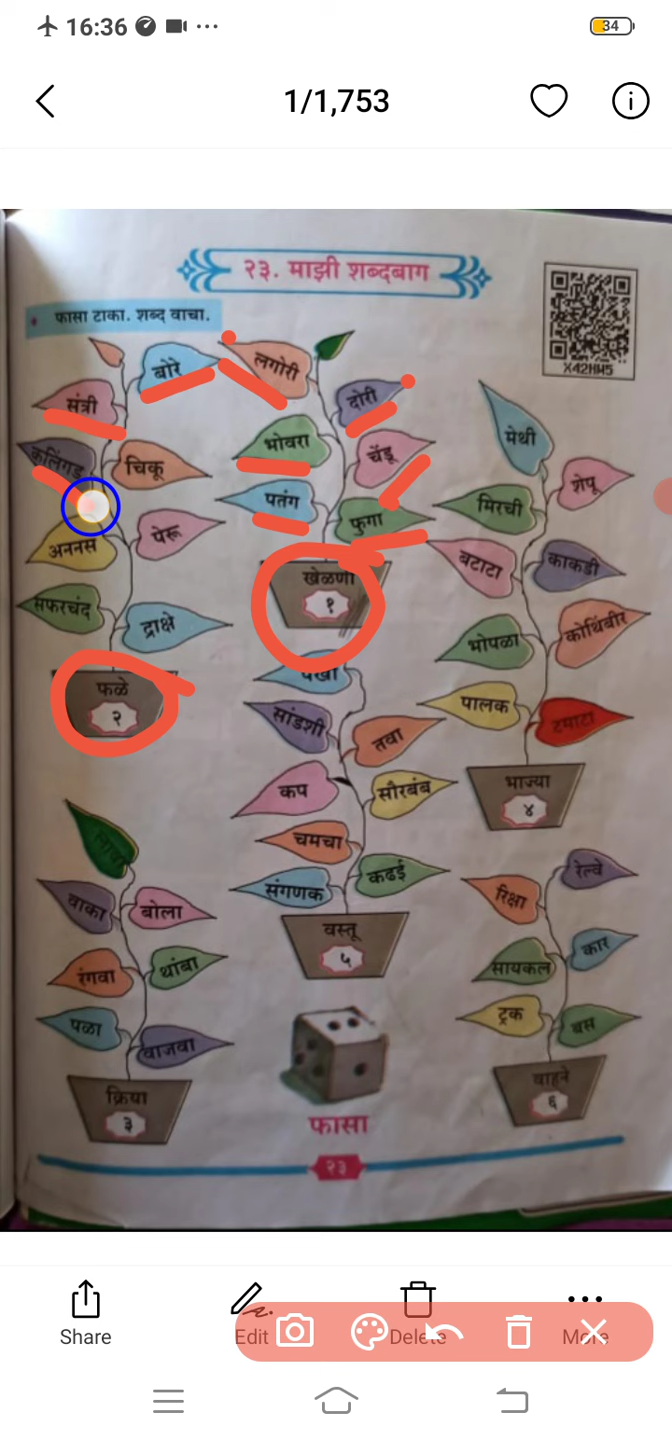 16:36
34
1/1,753
२३. माझी शब्दबाग
फासा टाका. शब्द वाचा.
X42HW5
बोरे
संत्री
कलिंगड
चिकू
अननस
पेरू
सफरचंद
द्राक्षे
फळे
२
लगोरी
दोरी
भोवरा
चेंडू
पतंग
फुगा
खेळणी
१
मेथी
शेपू
मिरची
काकडी
बटाटा
कोथिंबीर
भोपळा
पालक
टमाटा
भाज्या
४
पंखा
सांडशी
तवा
कप
सौरबंब
चमचा
कढई
संगणक
वस्तू
५
वाका
बोला
रंगवा
थांबा
पळा
वाजवा
क्रिया
३
रेल्वे
रिक्षा
कार
सायकल
ट्रक
बस
वाहने
६
फासा
२३
Share
Edit
Delete
More